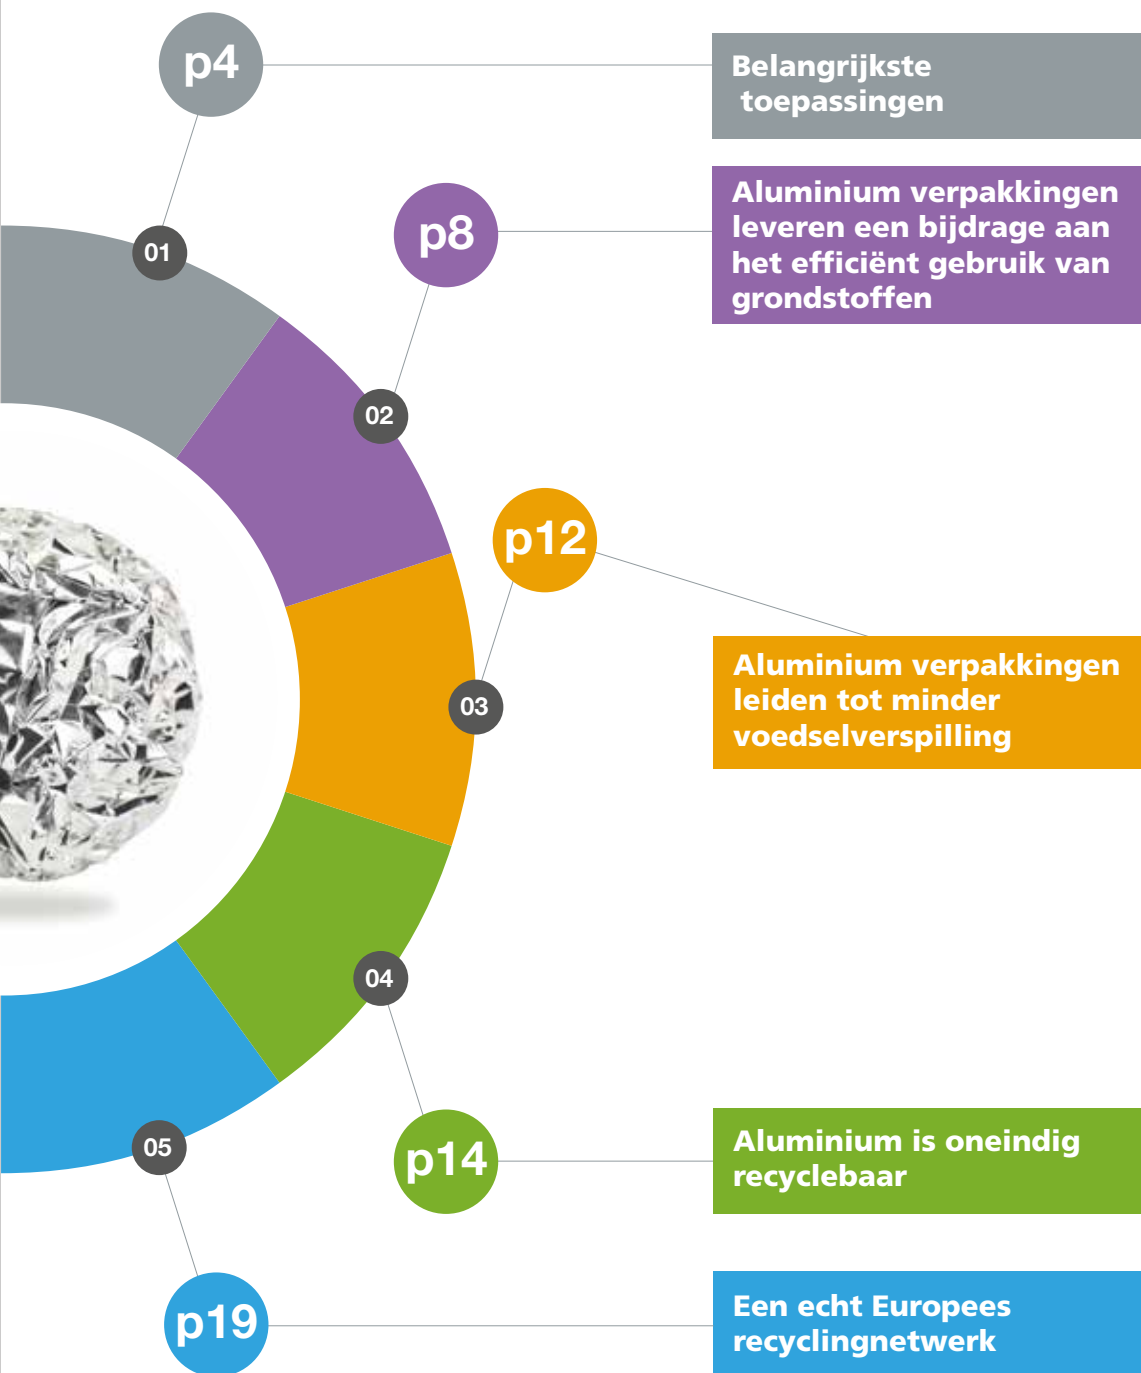 p4
Belangrijkste
toepassingen
01
p8
Aluminium verpakkingen
leveren een bijdrage aan
het efficiënt gebruik van
grondstoffen
02
p12
Aluminium verpakkingen
leiden tot minder
voedselverspilling
03
04
p14
Aluminium is oneindig
recyclebaar
05
p19
Een echt Europees
recyclingnetwerk